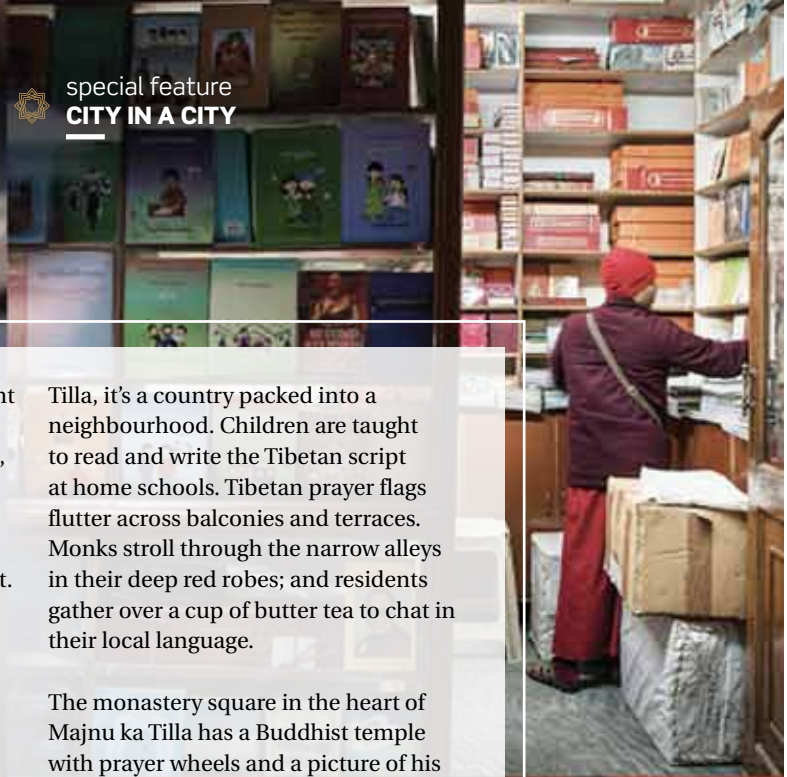 special feature
CITY IN A CITY
Tilla, it's a country packed into a
neighbourhood. Children are taught
to read and write the Tibetan script
at home schools. Tibetan prayer flags
flutter across balconies and terraces.
Monks stroll through the narrow alleys
in their deep red robes; and residents
gather over a cup of butter tea to chat in
their local language.
The monastery square in the heart of
Majnu ka Tilla has a Buddhist temple
with prayer wheels and a picture of his